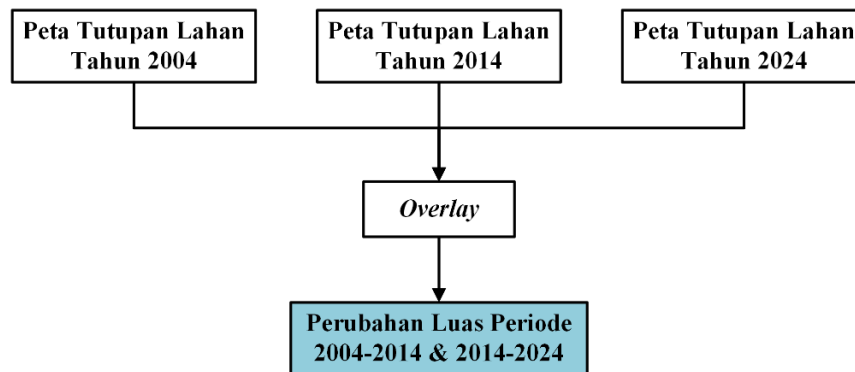 Peta Tutupan Lahan
Tahun 2004
Peta Tutupan Lahan
Tahun 2014
Peta Tutupan Lahan
Tahun 2024
Overlay
Perubahan Luas Periode
2004-2014 & 2014-2024